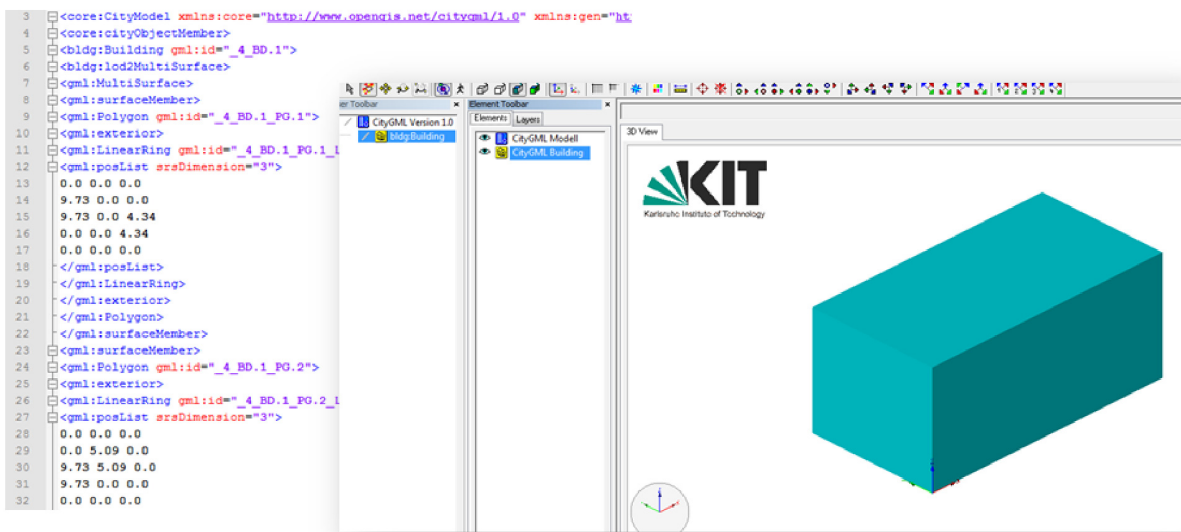 3 <core:CityModel xmlns:core="http://www.opengis.net/citygml/1.0" xmlns:gen="ht
4 <core:cityObjectMember>
5 <bldg:Building gml:id="_4_BD.1">
6 <bldg:lod2MultiSurface>
7 <gml:MultiSurface>
8 <gml:surfaceMember>
9 <gml:Polygon gml:id="_4_BD.1_PG.1">
10 <gml:exterior>
11 <gml:LinearRing gml:id="_4_BD.1_PG.1_L
12 <gml:posList srsDimension="3">
13 0.0 0.0 0.0
14 9.73 0.0 0.0
15 9.73 0.0 4.34
16 0.0 0.0 4.34
17 0.0 0.0 0.0
18 </gml:posList>
19 </gml:LinearRing>
20 </gml:exterior>
21 </gml:Polygon>
22 </gml:surfaceMember>
23 <gml:surfaceMember>
24 <gml:Polygon gml:id="_4_BD.1_PG.2">
25 <gml:exterior>
26 <gml:LinearRing gml:id="_4_BD.1_PG.2_L
27 <gml:posList srsDimension="3">
28 0.0 0.0 0.0
29 0.0 5.09 0.0
30 9.73 5.09 0.0
31 9.73 0.0 0.0
32 0.0 0.0 0.0
er Toolbar
CityGML Version 1.0
bldg:Building
Element Toolbar
Elements Layers
CityGML Modell
CityGML Building
3D View
KIT
Karlsruhe Institute of Technology